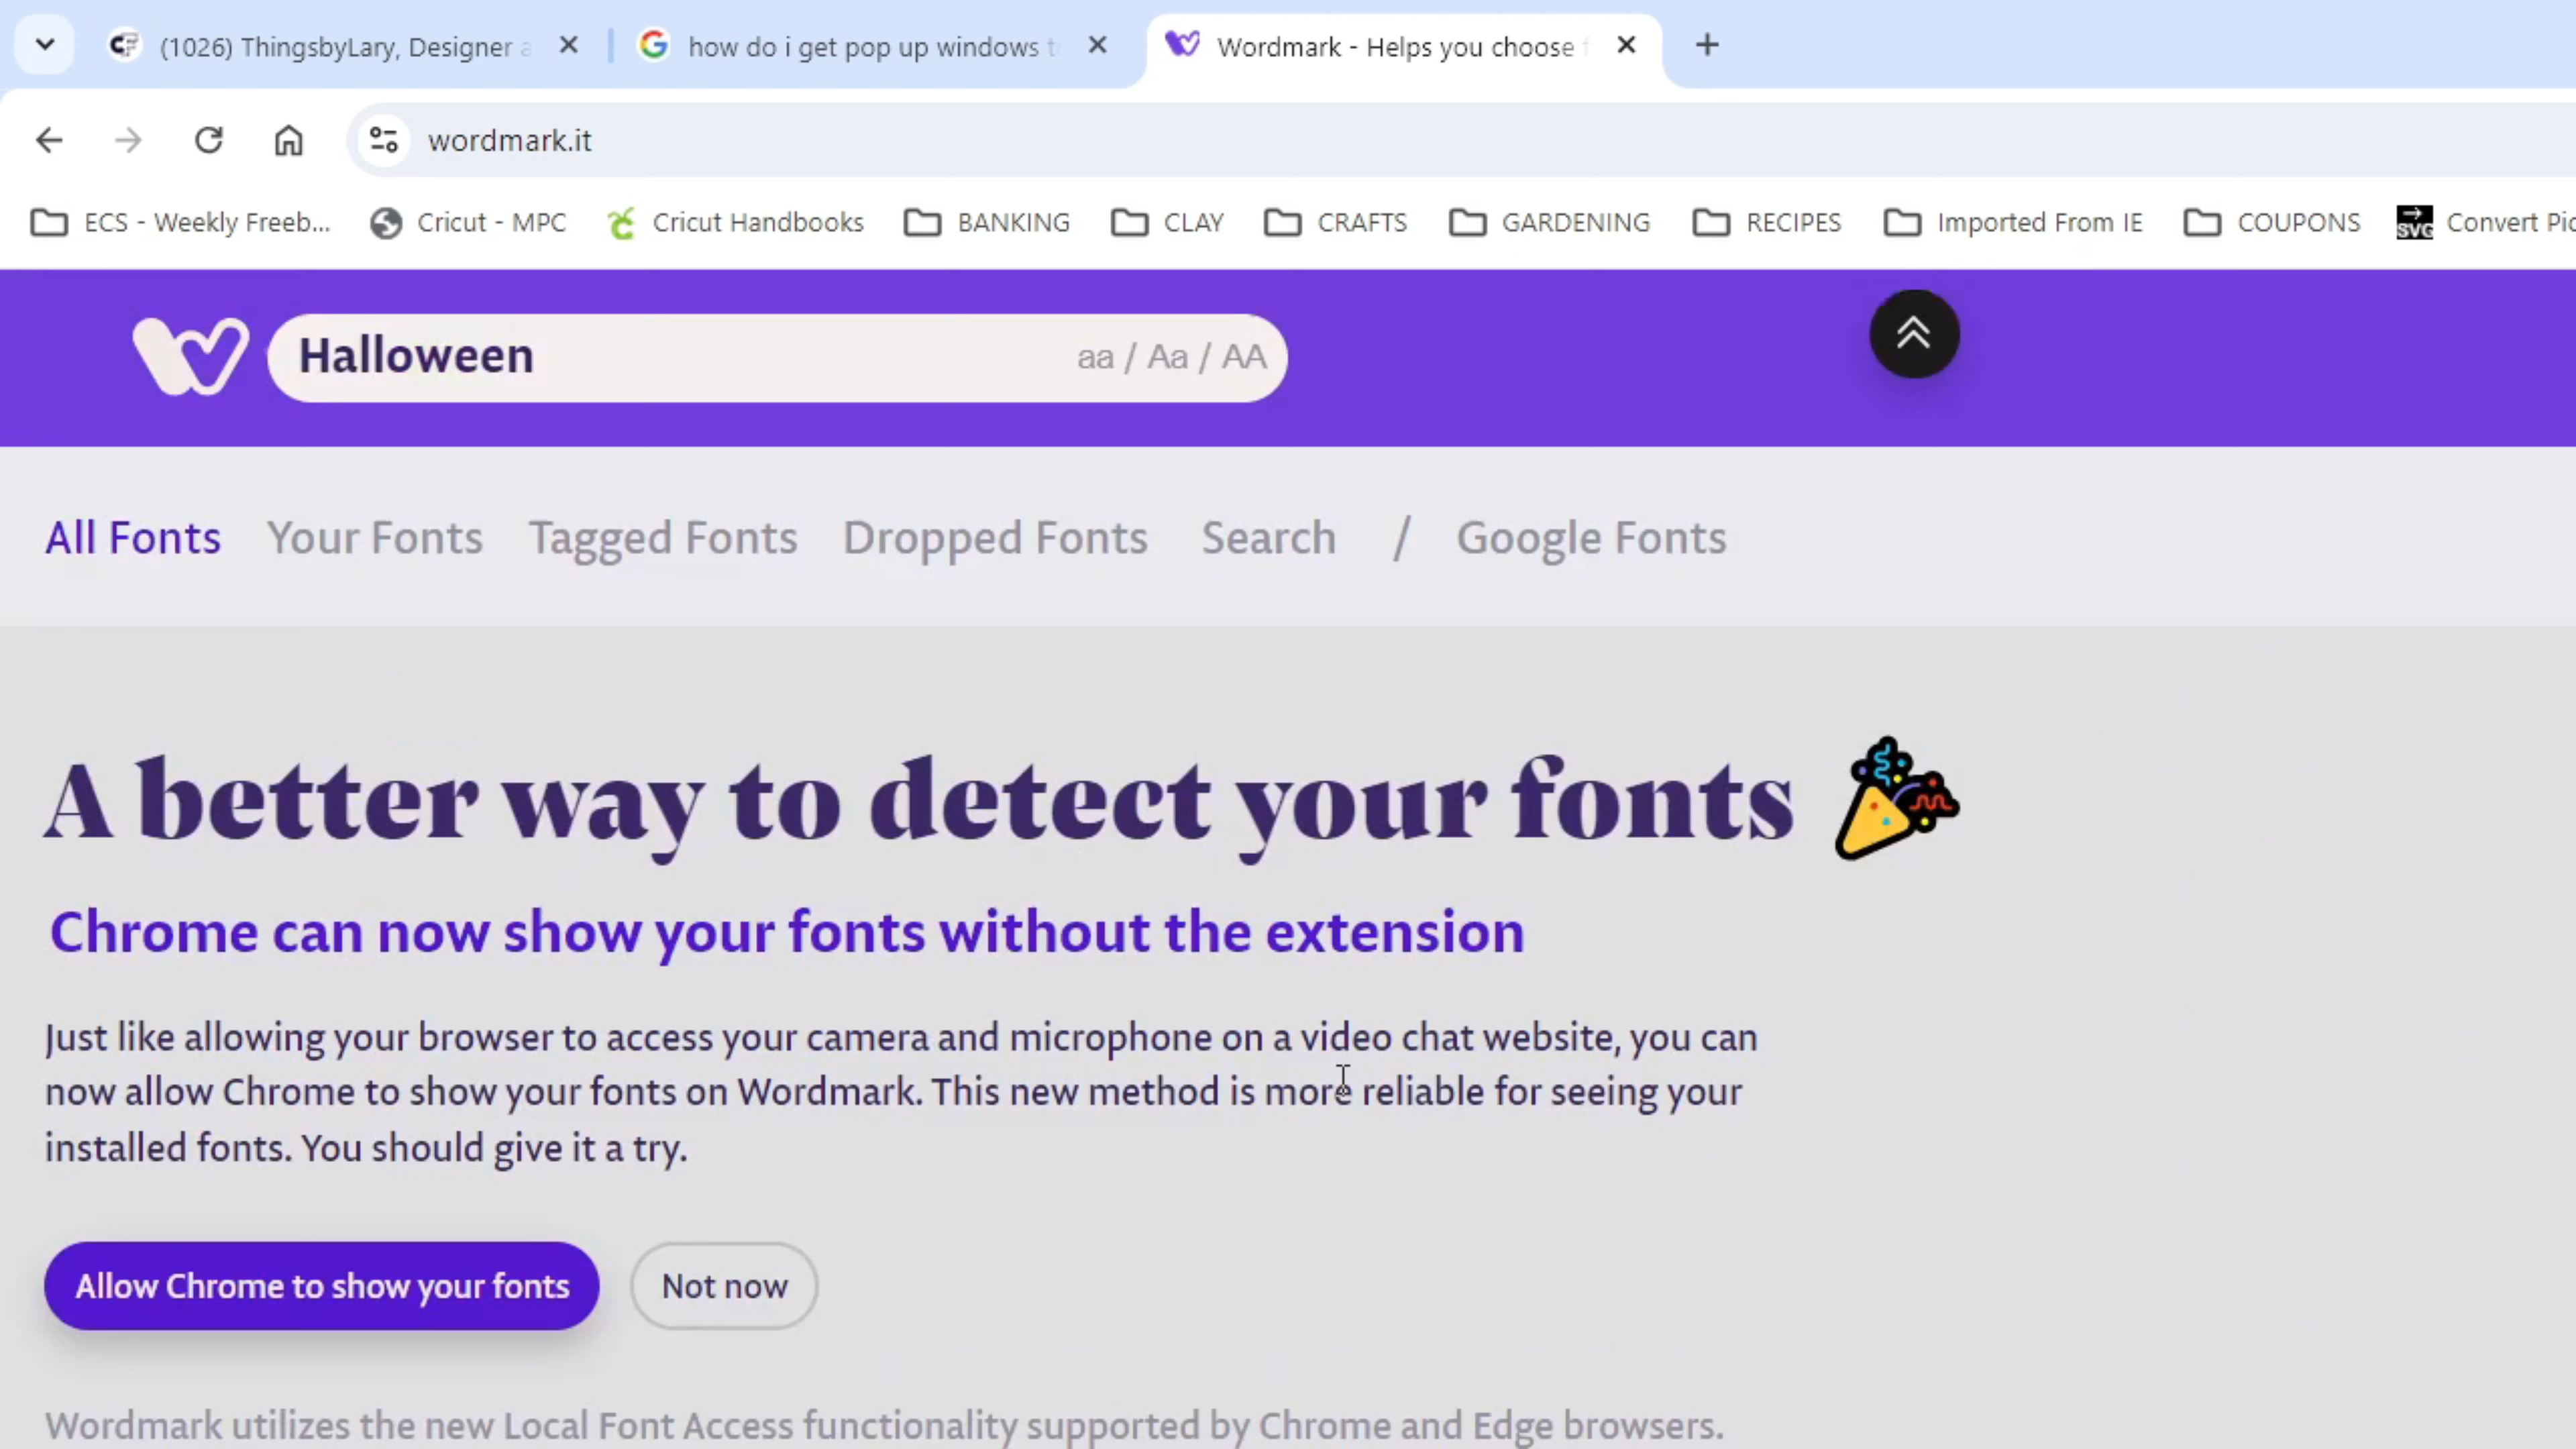 (1026) ThingsbyLary, Designer
how do i get pop up windows
Wordmark - Helps you choose
wordmark.it
ECS - Weekly Freeb...
Cricut - MPC
Cricut Handbooks
BANKING
CLAY
CRAFTS
GARDENING
RECIPES
Imported From IE
COUPONS
SVG
Convert
Halloween
aa / Aa / AA
All Fonts
Your Fonts
Tagged Fonts
Dropped Fonts
Search
/
Google Fonts
A better way to detect your fonts
Chrome can now show your fonts without the extension
Just like allowing your browser to access your camera and microphone on a video chat website, you can
now allow Chrome to show your fonts on Wordmark. This new method is more reliable for seeing your
installed fonts. You should give it a try.
Allow Chrome to show your fonts
Not now
Wordmark utilizes the new Local Font Access functionality supported by Chrome and Edge browsers.